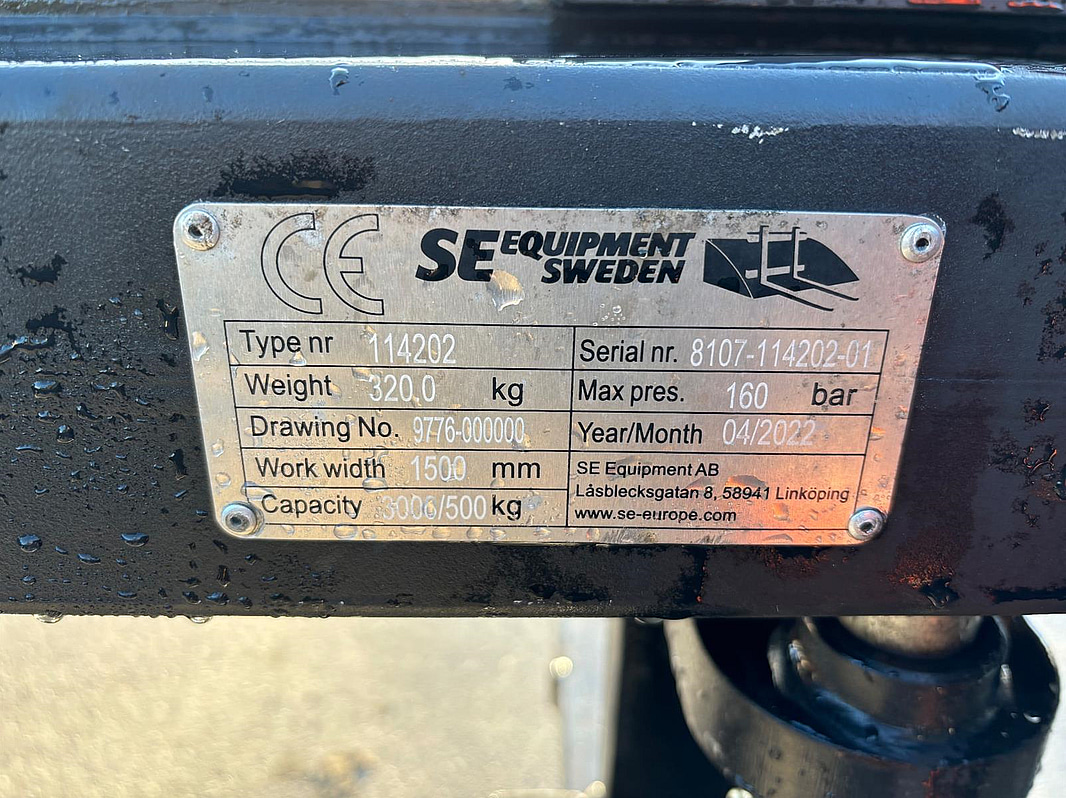 CE SE EQUIPMENT SWEDEN
Type nr 114202
Serial nr. 8107-114202-01
Weight 320.0 kg
Max pres. 160 bar
Drawing No. 9776-000000
Year/Month 04/2022
Work width 1500 mm
SE Equipment AB
Låsblecksgatan 8, 58941 Linköping
www.se-europe.com
Capacity kg